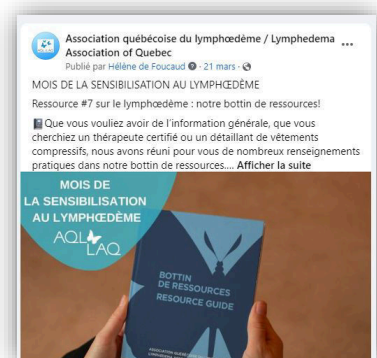 Association québécoise du lymphœdème / Lymphedema
Association of Quebec
Publié par Hélène de Foucaud · 21 mars ·
MOIS DE LA SENSIBILISATION AU LYMPHŒDÈME
Ressource #7 sur le lymphœdème : notre bottin de ressources!
Que vous vouliez avoir de l'information générale, que vous
cherchiez un thérapeute certifié ou un détaillant de vêtements
compressifs, nous avons réuni pour vous de nombreux renseignements
pratiques dans notre bottin de ressources.... Afficher la suite
MOIS DE
LA SENSIBILISATION
AU LYMPHŒDÈME
AQL
LAQ
BOTTIN
DE RESSOURCES
RESOURCE GUIDE